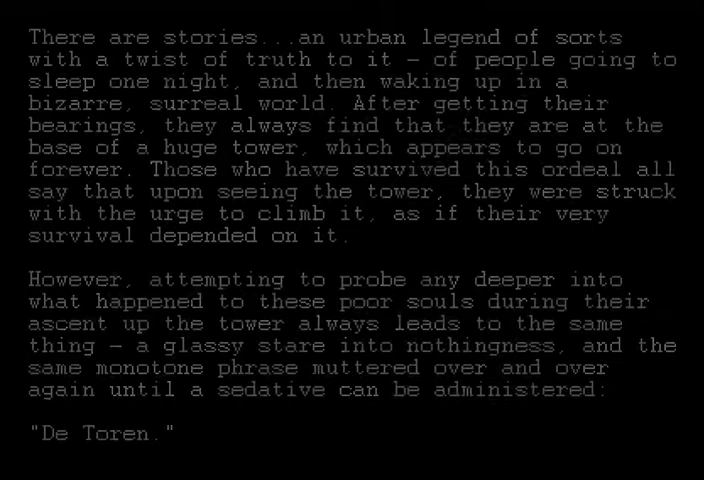 There are stories...an urban legend of sorts
with a twist of truth to it – of people going to
sleep one night, and then waking up in a
bizarre, surreal world. After getting their
bearings, they always find that they are at the
base of a huge tower, which appears to go on
forever. Those who have survived this ordeal all
say that upon seeing the tower, they were struck
with the urge to climb it, as if their very
survival depended on it.
However, attempting to probe any deeper into
what happened to these poor souls during their
ascent up the tower always leads to the same
thing – a glassy stare into nothingness, and the
same monotone phrase muttered over and over
again until a sedative can be administered:
"De Toren."